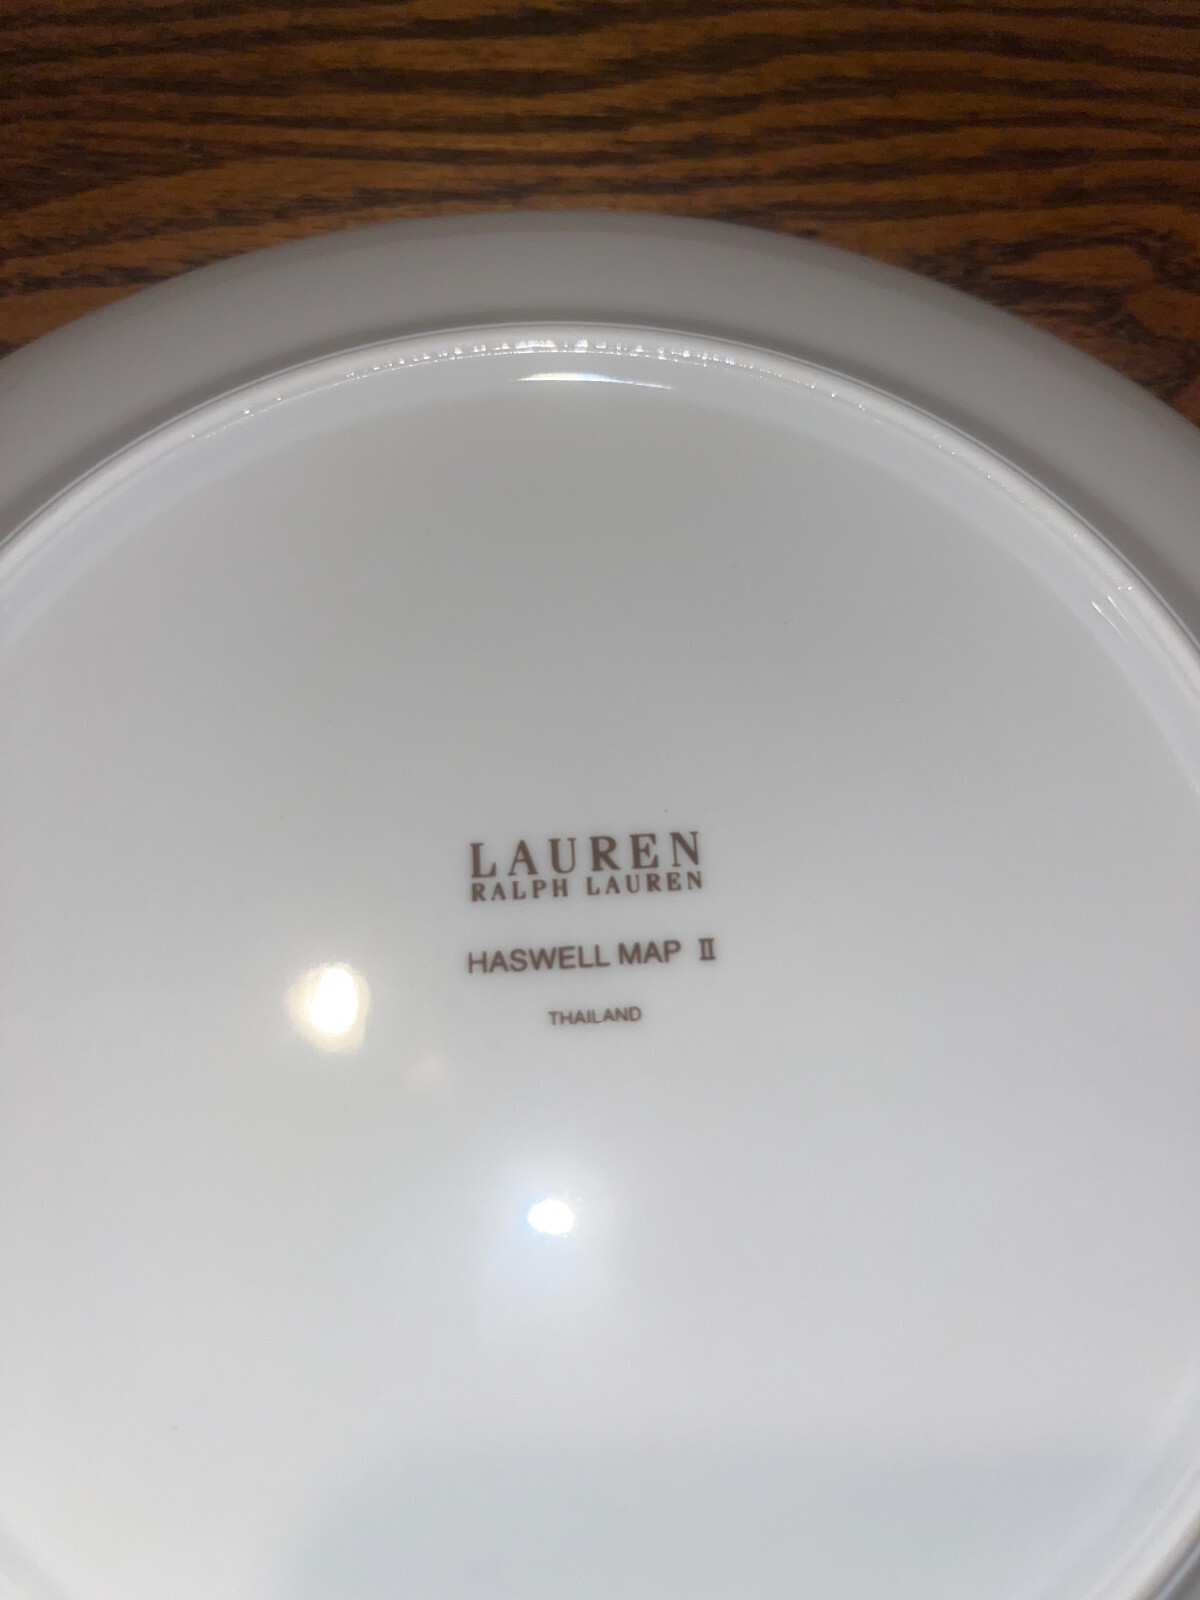 LAUREN
RALPH LAUREN
HASWELL MAP II
THAILAND